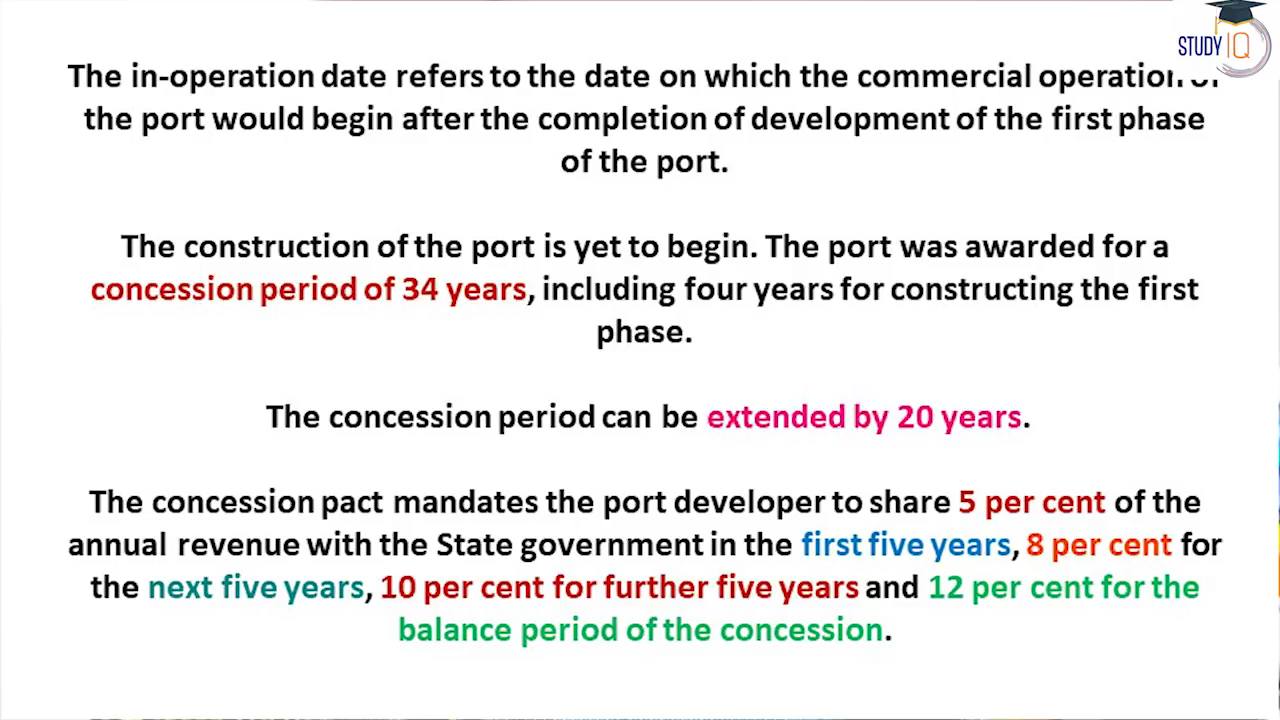 STUDY IQ
The in-operation date refers to the date on which the commercial operation of
the port would begin after the completion of development of the first phase
of the port.
The construction of the port is yet to begin. The port was awarded for a
concession period of 34 years, including four years for constructing the first
phase.
The concession period can be extended by 20 years.
The concession pact mandates the port developer to share 5 per cent of the
annual revenue with the State government in the first five years, 8 per cent for
the next five years, 10 per cent for further five years and 12 per cent for the
balance period of the concession.